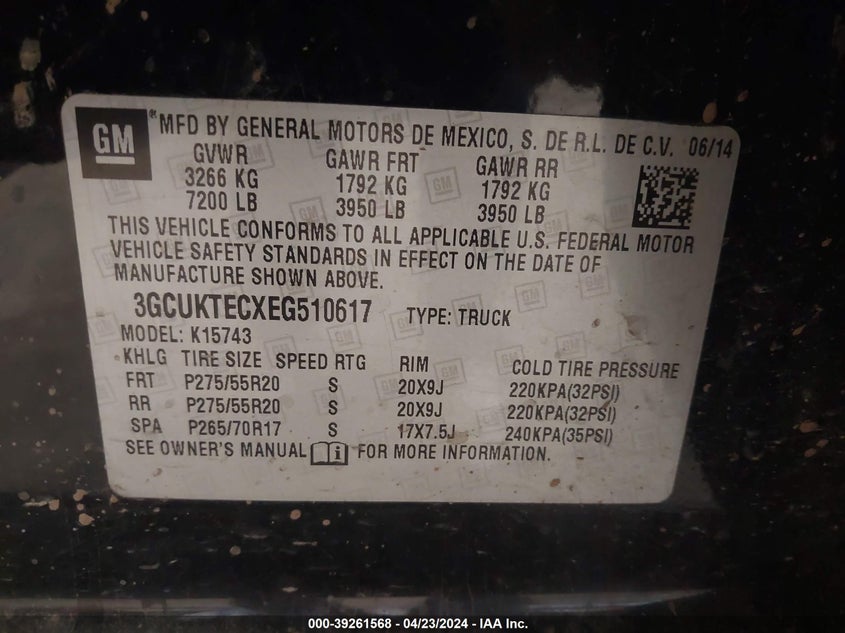 GM
® MFD BY GENERAL MOTORS DE MEXICO, S. DE R.L. DE C.V. 06/14
GVWR GAWR FRT GAWR RR
3266 KG 1792 KG 1792 KG
7200 LB 3950 LB 3950 LB
THIS VEHICLE CONFORMS TO ALL APPLICABLE U.S. FEDERAL MOTOR
VEHICLE SAFETY STANDARDS IN EFFECT ON THE DATE OF
MANUFACTURE SHOWN ABOVE.
3GCUKTECXEG510617 TYPE: TRUCK
MODEL: K15743
KHLG TIRE SIZE SPEED RTG RIM COLD TIRE PRESSURE
FRT P275/55R20 S 20X9J 220KPA(32PSI)
RR P275/55R20 S 20X9J 220KPA(32PSI)
SPA P265/70R17 S 17X7.5J 240KPA(35PSI)
SEE OWNER'S MANUAL FOR MORE INFORMATION.
000-39261568 - 04/23/2024 - IAA Inc.